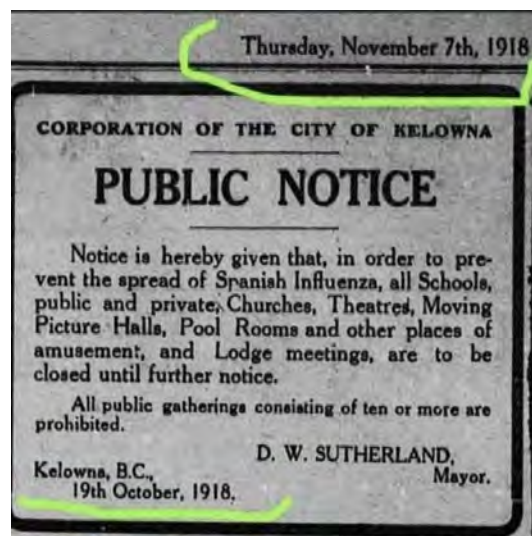 Thursday, November 7th, 1918
CORPORATION OF THE CITY OF KELOWNA
PUBLIC NOTICE
Notice is hereby given that, in order to pre-
vent the spread of Spanish Influenza, all Schools,
public and private, Churches, Theatres, Moving
Picture Halls, Pool Rooms and other places of
amusement, and Lodge meetings, are to be
closed until further notice.
All public gatherings consisting of ten or more are
prohibited.
D. W. SUTHERLAND,
Mayor.
Kelowna, B.C.,
19th October, 1918.